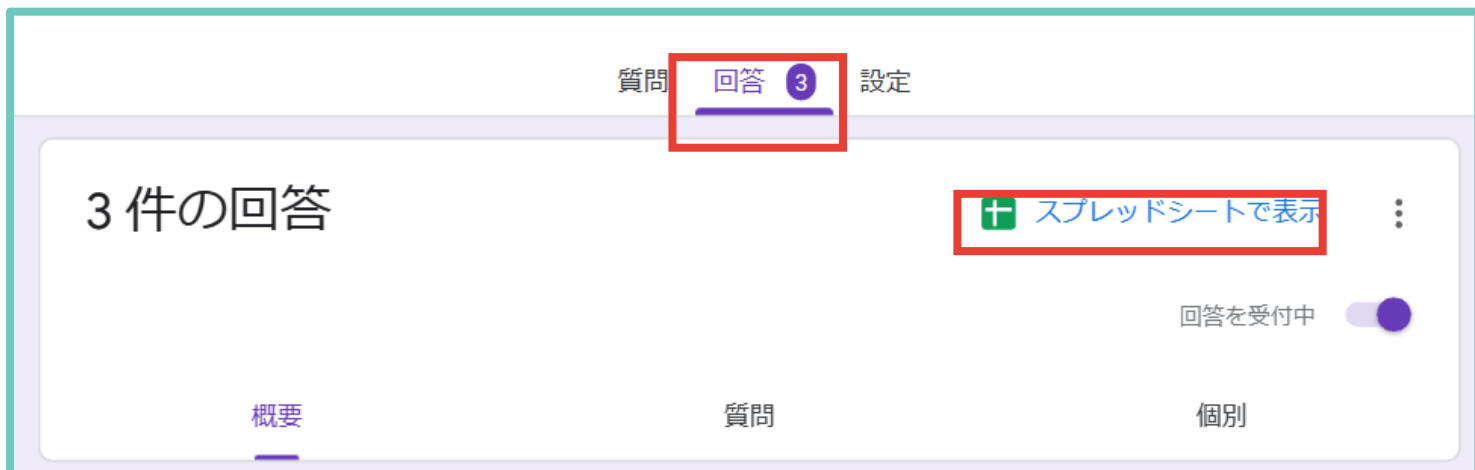 質問 回答 3 設定
3 件の回答
スプレッドシートで表示
回答を受付中
概要 質問 個別